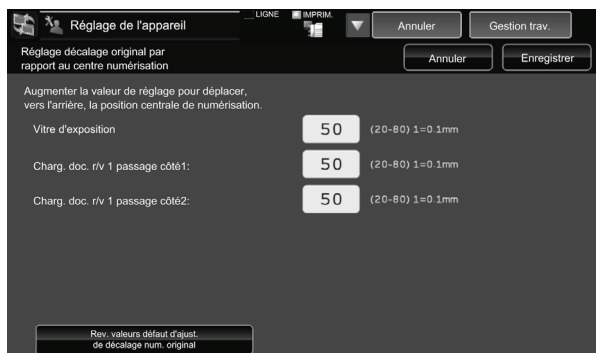 Réglage de l'appareil
LIGNE
IMPRIM.
Annuler
Gestion trav.
Réglage décalage original par
rapport au centre numérisation
Annuler
Enregistrer
Augmenter la valeur de réglage pour déplacer,
vers l'arrière, la position centrale de numérisation.
Vitre d'exposition
50
(20-80) 1=0.1mm
Charg. doc. r/v 1 passage côté1:
50
(20-80) 1=0.1mm
Charg. doc. r/v 1 passage côté2:
50
(20-80) 1=0.1mm
Rev. valeurs défaut d'ajust.
de décalage num. original